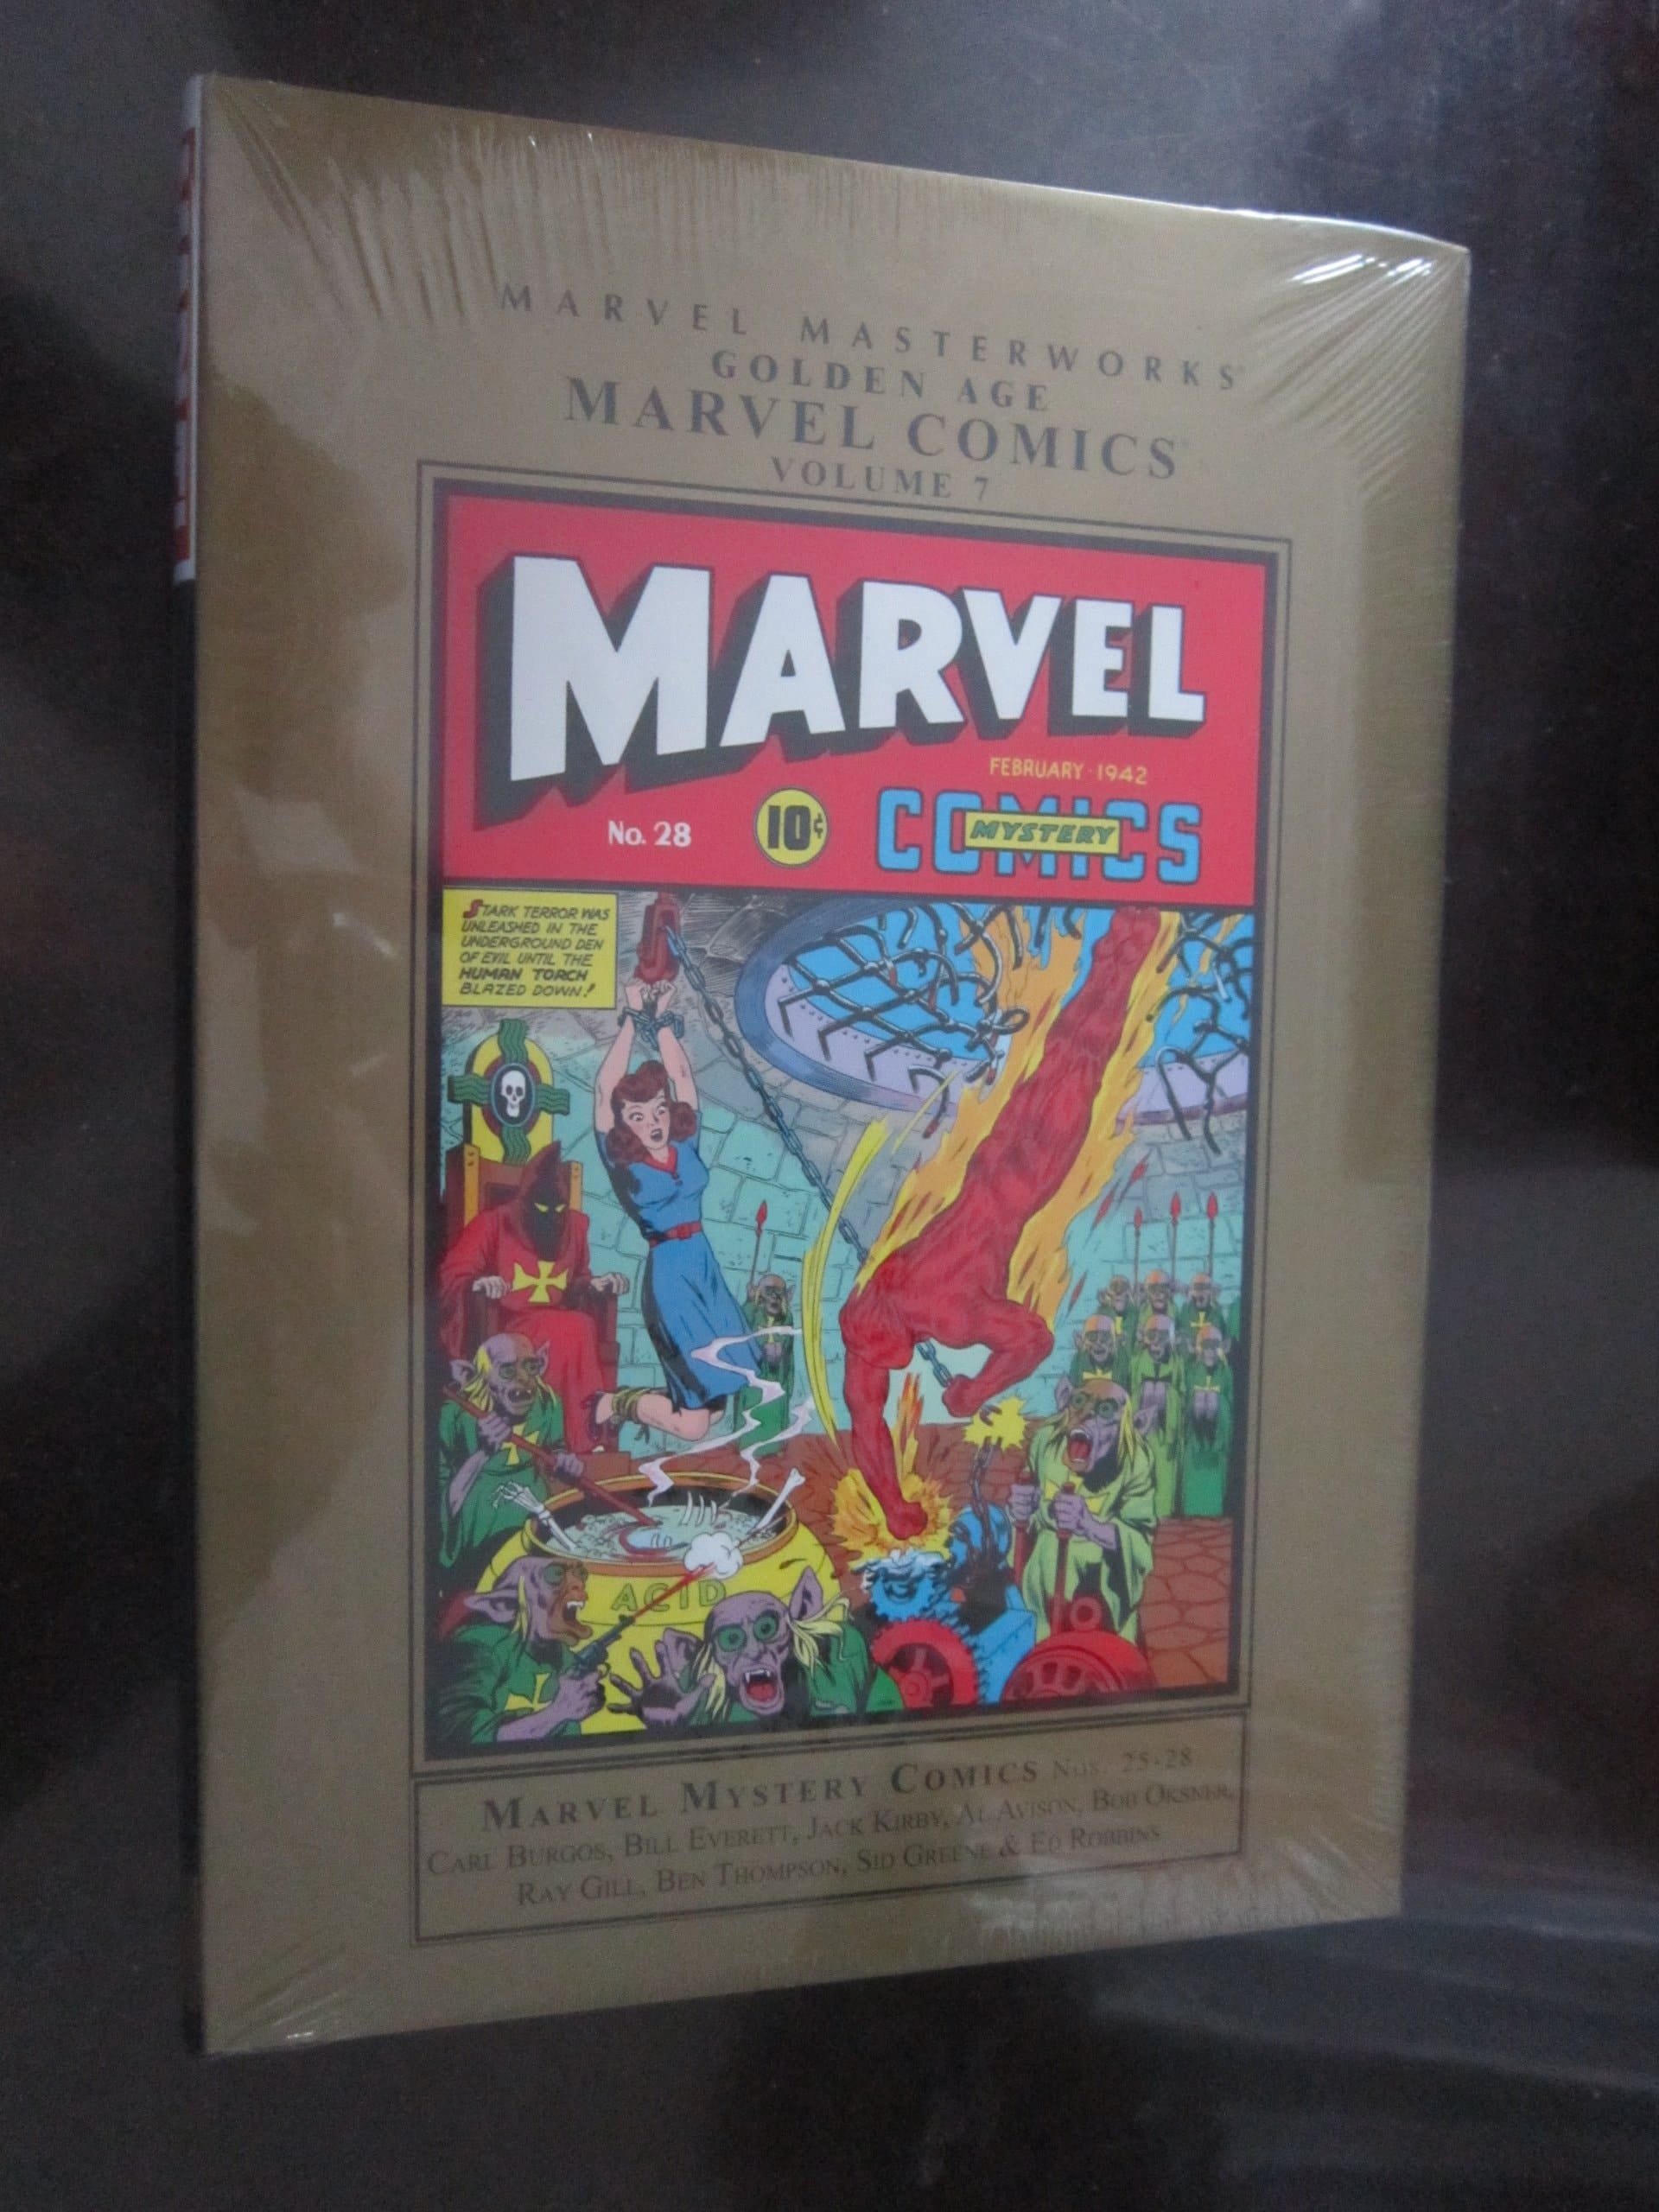 MARVEL MASTERWORKS
GOLDEN AGE
MARVEL COMICS
VOLUME 7
MARVEL
FEBRUARY · 1942
No. 28
10¢
COMICS
MYSTERY
STARK TERROR WAS
UNLEASHED IN THE
UNDERGROUND DEN
OF EVIL UNTIL THE
HUMAN TORCH
BLAZED DOWN!
ACID
MARVEL MYSTERY COMICS NOS. 25-28
CARL BURGOS, BILL EVERETT, JACK KIRBY, AL AVISON, BOB OKSNER,
RAY GILL, BEN THOMPSON, SID GREENE & ED ROBBINS